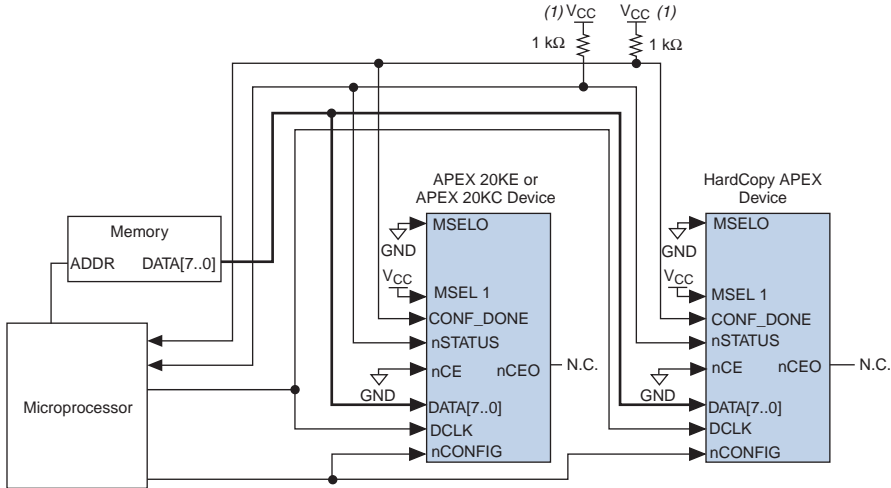 (1) VCC VCC (1)
1 kΩ 1 kΩ
APEX 20KE or
APEX 20KC Device
HardCopy APEX
Device
Memory
ADDR DATA[7..0]
Microprocessor
MSELO
GND
VCC
MSEL 1
CONF_DONE
nSTATUS
nCE nCEO N.C.
GND
DATA[7..0]
DCLK
nCONFIG
MSELO
GND
VCC
MSEL 1
CONF_DONE
nSTATUS
nCE nCEO N.C.
GND
DATA[7..0]
DCLK
nCONFIG